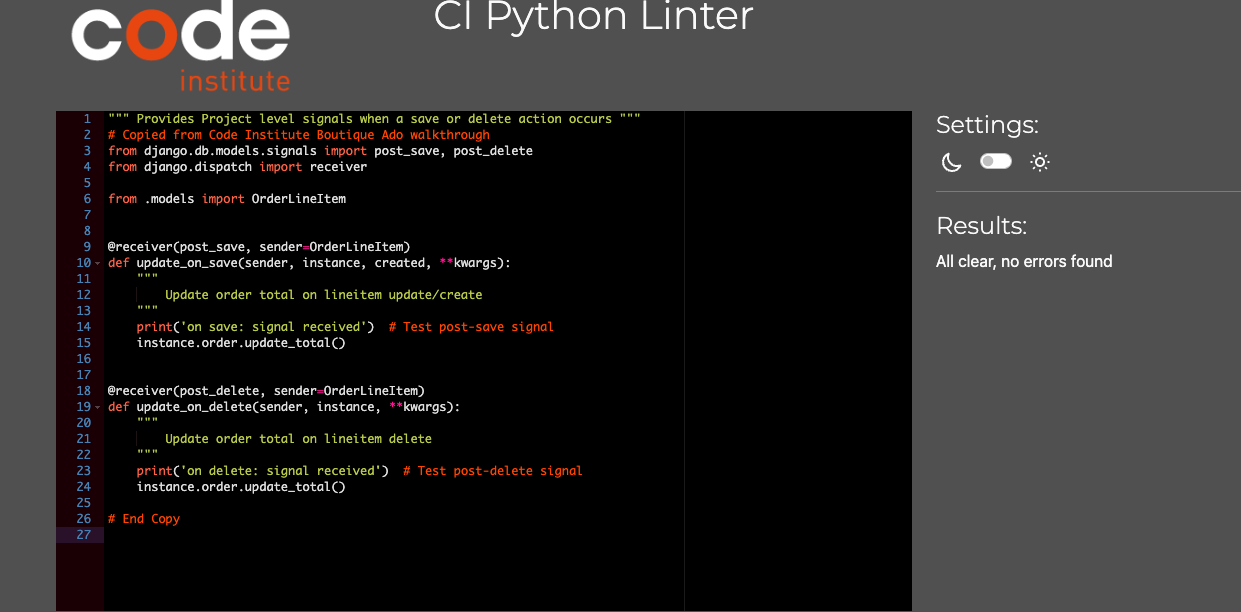 code
institute
CI Python Linter
1 """ Provides Project level signals when a save or delete action occurs """
2 # Copied from Code Institute Boutique Ado walkthrough
3 from django.db.models.signals import post_save, post_delete
4 from django.dispatch import receiver
5
6 from .models import OrderLineItem
7
8
9 @receiver(post_save, sender=OrderLineItem)
10 def update_on_save(sender, instance, created, **kwargs):
11     """
12         Update order total on lineitem update/create
13     """
14     print('on save: signal received')  # Test post-save signal
15     instance.order.update_total()
16
17
18 @receiver(post_delete, sender=OrderLineItem)
19 def update_on_delete(sender, instance, **kwargs):
20     """
21         Update order total on lineitem delete
22     """
23     print('on delete: signal received')  # Test post-delete signal
24     instance.order.update_total()
25
26 # End Copy
27
Settings:
Results:
All clear, no errors found